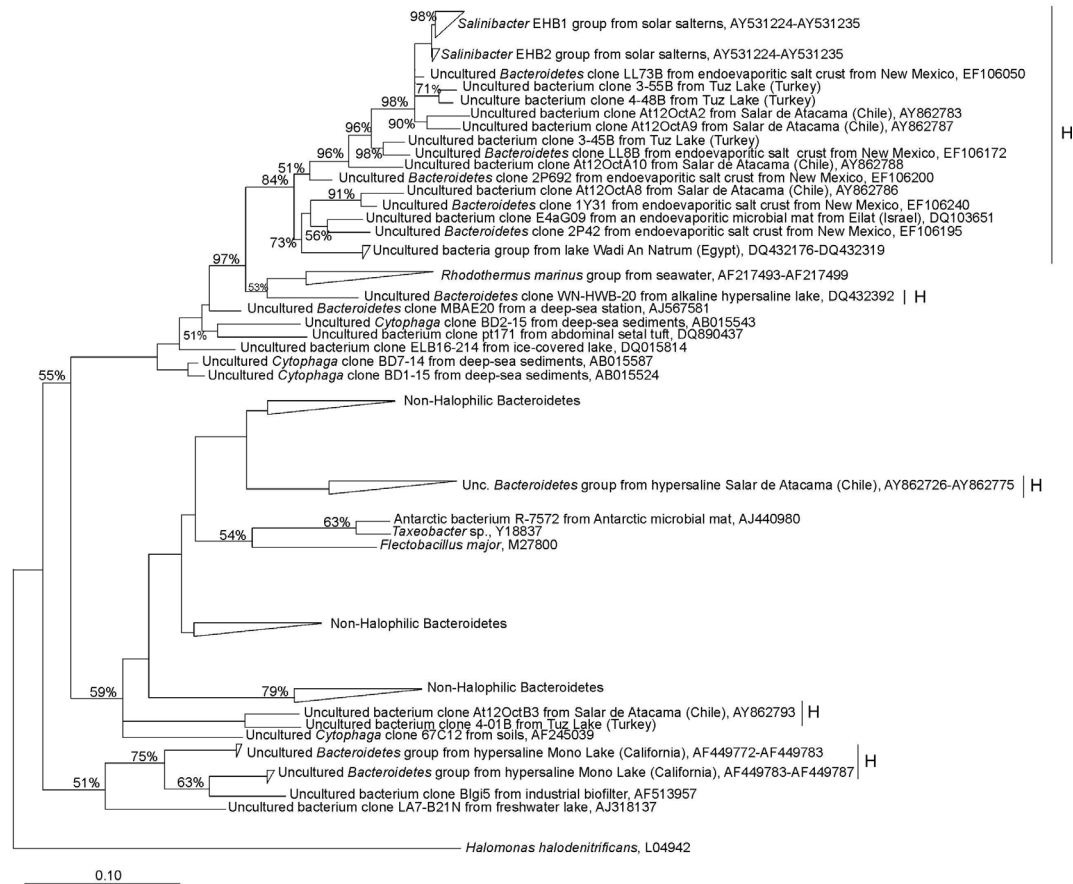 98%
Salinibacter EHB1 group from solar salterns, AY531224-AY531235
Salinibacter EHB2 group from solar salterns, AY531224-AY531235
Uncultured Bacteroidetes clone LL73B from endoevaporitic salt crust from New Mexico, EF106050
71%
Uncultured bacterium clone 3-55B from Tuz Lake (Turkey)
98%
Unculture bacterium clone 4-48B from Tuz Lake (Turkey)
Uncultured bacterium clone At12OctA2 from Salar de Atacama (Chile), AY862783
90%
Uncultured bacterium clone At12OctA9 from Salar de Atacama (Chile), AY862787
H
96%
Uncultured bacterium clone 3-45B from Tuz Lake (Turkey)
96%
98%
Uncultured Bacteroidetes clone LL8B from endoevaporitic salt crust from New Mexico, EF106172
Uncultured bacterium clone At12OctA10 from Salar de Atacama (Chile), AY862788
51%
Uncultured Bacteroidetes clone 2P692 from endoevaporitic salt crust from New Mexico, EF106200
84%
91%
Uncultured bacterium clone At12OctA8 from Salar de Atacama (Chile), AY862786
Uncultured Bacteroidetes clone 1Y31 from endoevaporitic salt crust from New Mexico, EF106240
Uncultured bacterium clone E4aG09 from an endoevaporitic microbial mat from Eilat (Israel), DQ103651
56%
Uncultured Bacteroidetes clone 2P42 from endoevaporitic salt crust from New Mexico, EF106195
73%
Uncultured bacteria group from lake Wadi An Natrum (Egypt), DQ432176-DQ432319
97%
Rhodothermus marinus group from seawater, AF217493-AF217499
53%
Uncultured Bacteroidetes clone WN-HWB-20 from alkaline hypersaline lake, DQ432392
H
Uncultured Bacteroidetes clone MBAE20 from a deep-sea station, AJ567581
Uncultured Cytophaga clone BD2-15 from deep-sea sediments, AB015543
51%
Uncultured bacterium clone pt171 from abdominal setal tuft, DQ890437
Uncultured bacterium clone ELB16-214 from ice-covered lake, DQ015814
Uncultured Cytophaga clone BD7-14 from deep-sea sediments, AB015587
Uncultured Cytophaga clone BD1-15 from deep-sea sediments, AB015524
55%
Non-Halophilic Bacteroidetes
Unc. Bacteroidetes group from hypersaline Salar de Atacama (Chile), AY862726-AY862775
H
63%
Antarctic bacterium R-7572 from Antarctic microbial mat, AJ440980
54%
Taxeobacter sp., Y18837
Flectobacillus major, M27800
Non-Halophilic Bacteroidetes
59%
79%
Non-Halophilic Bacteroidetes
Uncultured bacterium clone At12OctB3 from Salar de Atacama (Chile), AY862793
H
Uncultured bacterium clone 4-01B from Tuz Lake (Turkey)
Uncultured Cytophaga clone 67C12 from soils, AF245039
75%
Uncultured Bacteroidetes group from hypersaline Mono Lake (California), AF449772-AF449783
H
51%
63%
Uncultured Bacteroidetes group from hypersaline Mono Lake (California), AF449783-AF449787
Uncultured bacterium clone Blgi5 from industrial biofilter, AF513957
Uncultured bacterium clone LA7-B21N from freshwater lake, AJ318137
Halomonas halodenitrificans, L04942
0.10